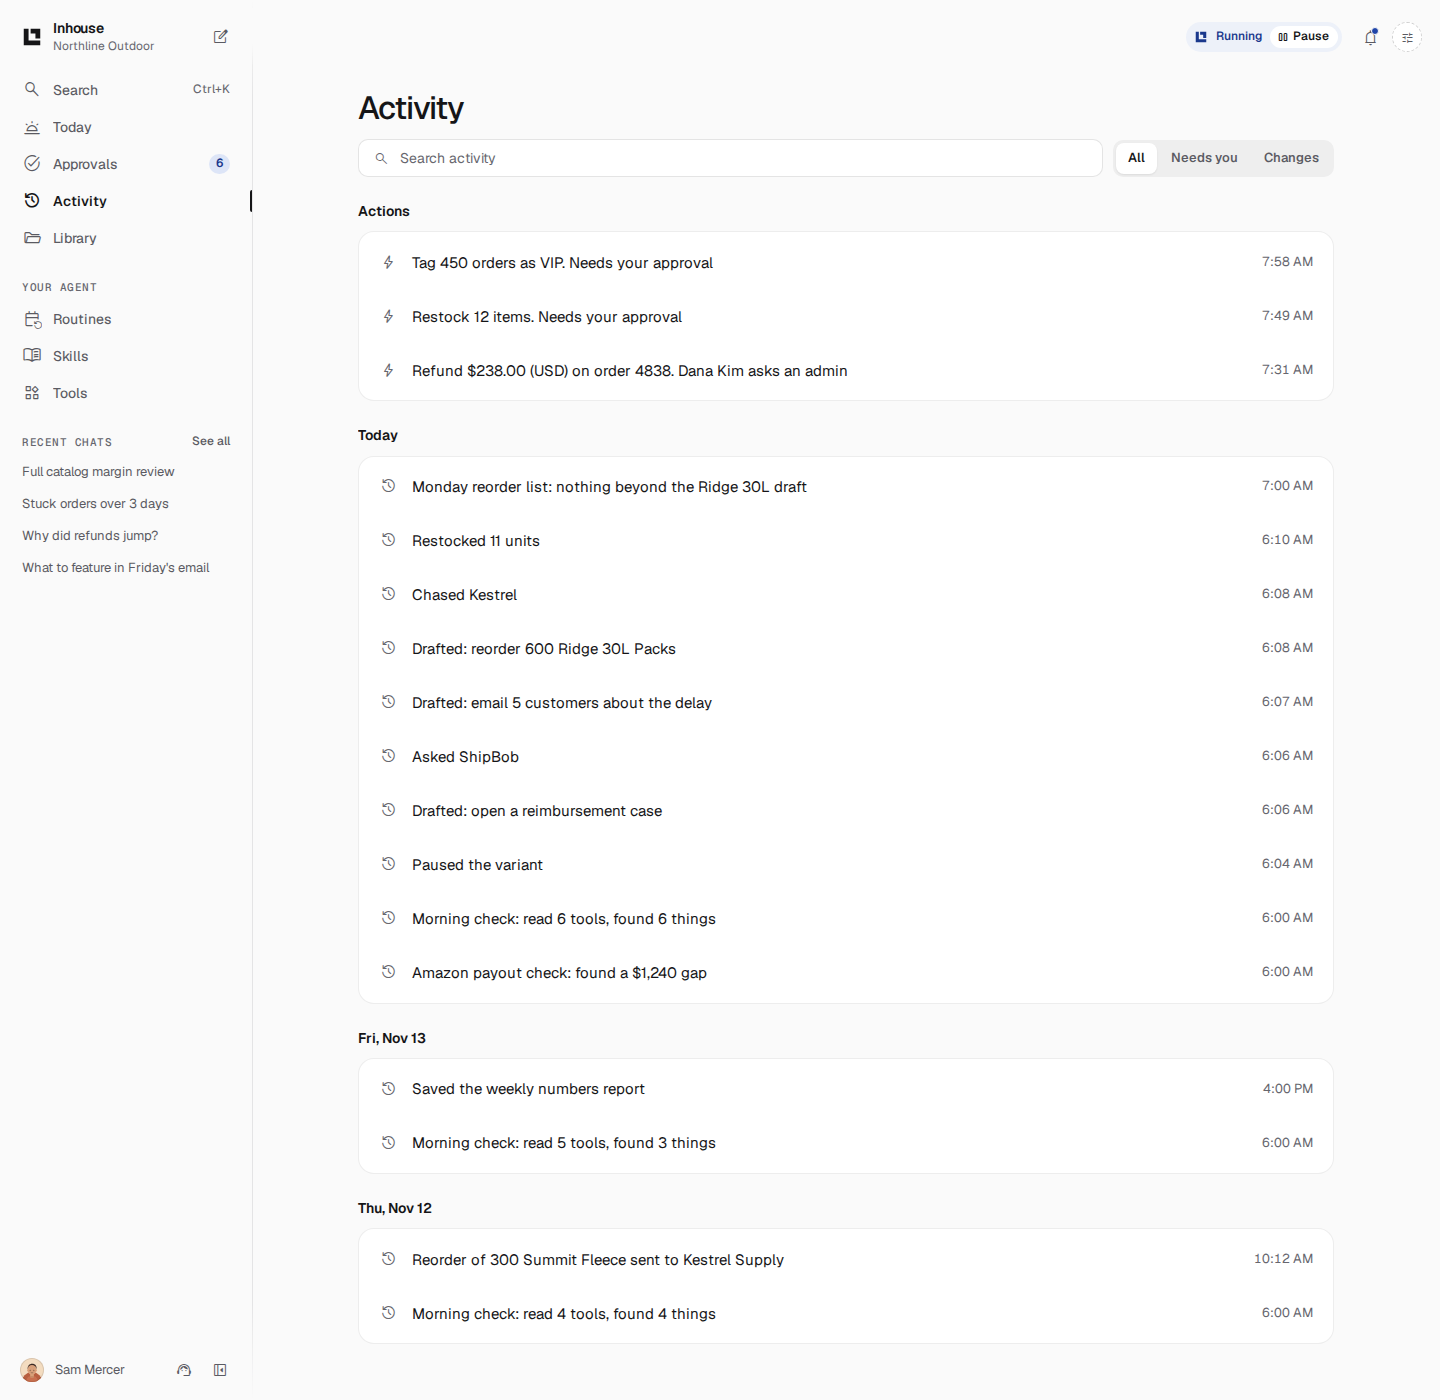 Inhouse
Northline Outdoor
Search Ctrl+K
Today
Approvals 6
Activity
Library
YOUR AGENT
Routines
Skills
Tools
RECENT CHATS See all
Full catalog margin review
Stuck orders over 3 days
Why did refunds jump?
What to feature in Friday's email
Sam Mercer
Running Pause
Activity
Search activity
All Needs you Changes
Actions
Tag 450 orders as VIP. Needs your approval 7:58 AM
Restock 12 items. Needs your approval 7:49 AM
Refund $238.00 (USD) on order 4838. Dana Kim asks an admin 7:31 AM
Today
Monday reorder list: nothing beyond the Ridge 30L draft 7:00 AM
Restocked 11 units 6:10 AM
Chased Kestrel 6:08 AM
Drafted: reorder 600 Ridge 30L Packs 6:08 AM
Drafted: email 5 customers about the delay 6:07 AM
Asked ShipBob 6:06 AM
Drafted: open a reimbursement case 6:06 AM
Paused the variant 6:04 AM
Morning check: read 6 tools, found 6 things 6:00 AM
Amazon payout check: found a $1,240 gap 6:00 AM
Fri, Nov 13
Saved the weekly numbers report 4:00 PM
Morning check: read 5 tools, found 3 things 6:00 AM
Thu, Nov 12
Reorder of 300 Summit Fleece sent to Kestrel Supply 10:12 AM
Morning check: read 4 tools, found 4 things 6:00 AM